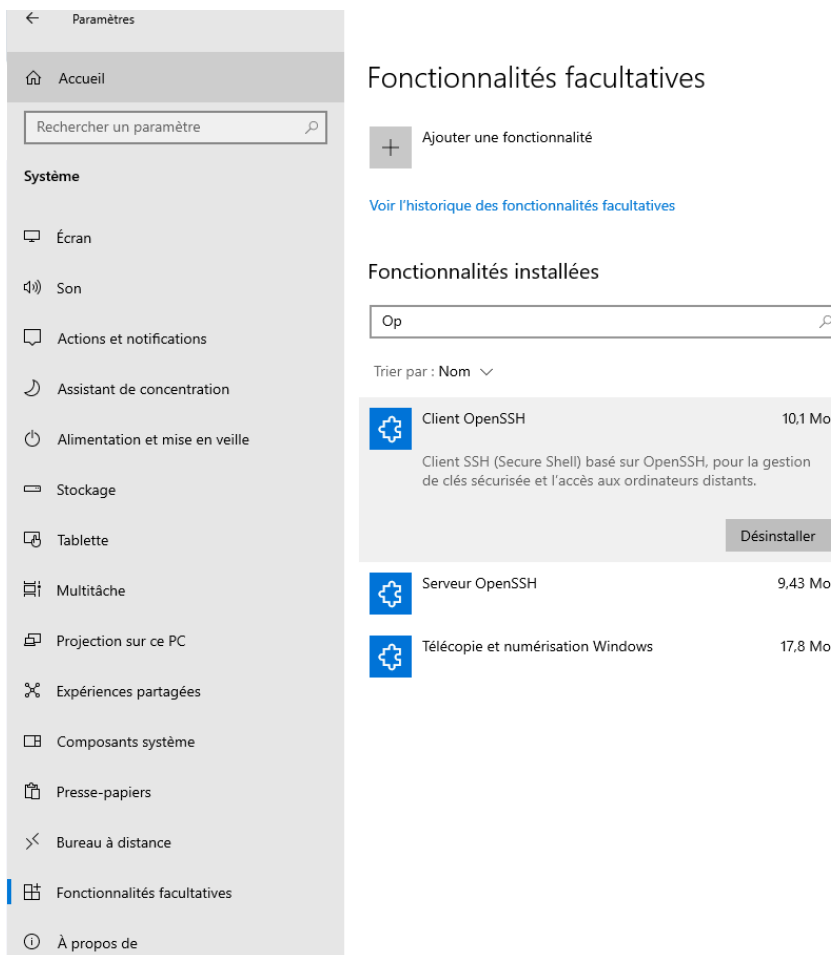 Paramètres
Accueil
Rechercher un paramètre
Système
Écran
Son
Actions et notifications
Assistant de concentration
Alimentation et mise en veille
Stockage
Tablette
Multitâche
Projection sur ce PC
Expériences partagées
Composants système
Presse-papiers
Bureau à distance
Fonctionnalités facultatives
À propos de
Fonctionnalités facultatives
Ajouter une fonctionnalité
Voir l'historique des fonctionnalités facultatives
Fonctionnalités installées
Op
Trier par : Nom
Client OpenSSH 10,1 Mo
Client SSH (Secure Shell) basé sur OpenSSH, pour la gestion
de clés sécurisée et l'accès aux ordinateurs distants.
Désinstaller
Serveur OpenSSH 9,43 Mo
Télécopie et numérisation Windows 17,8 Mo